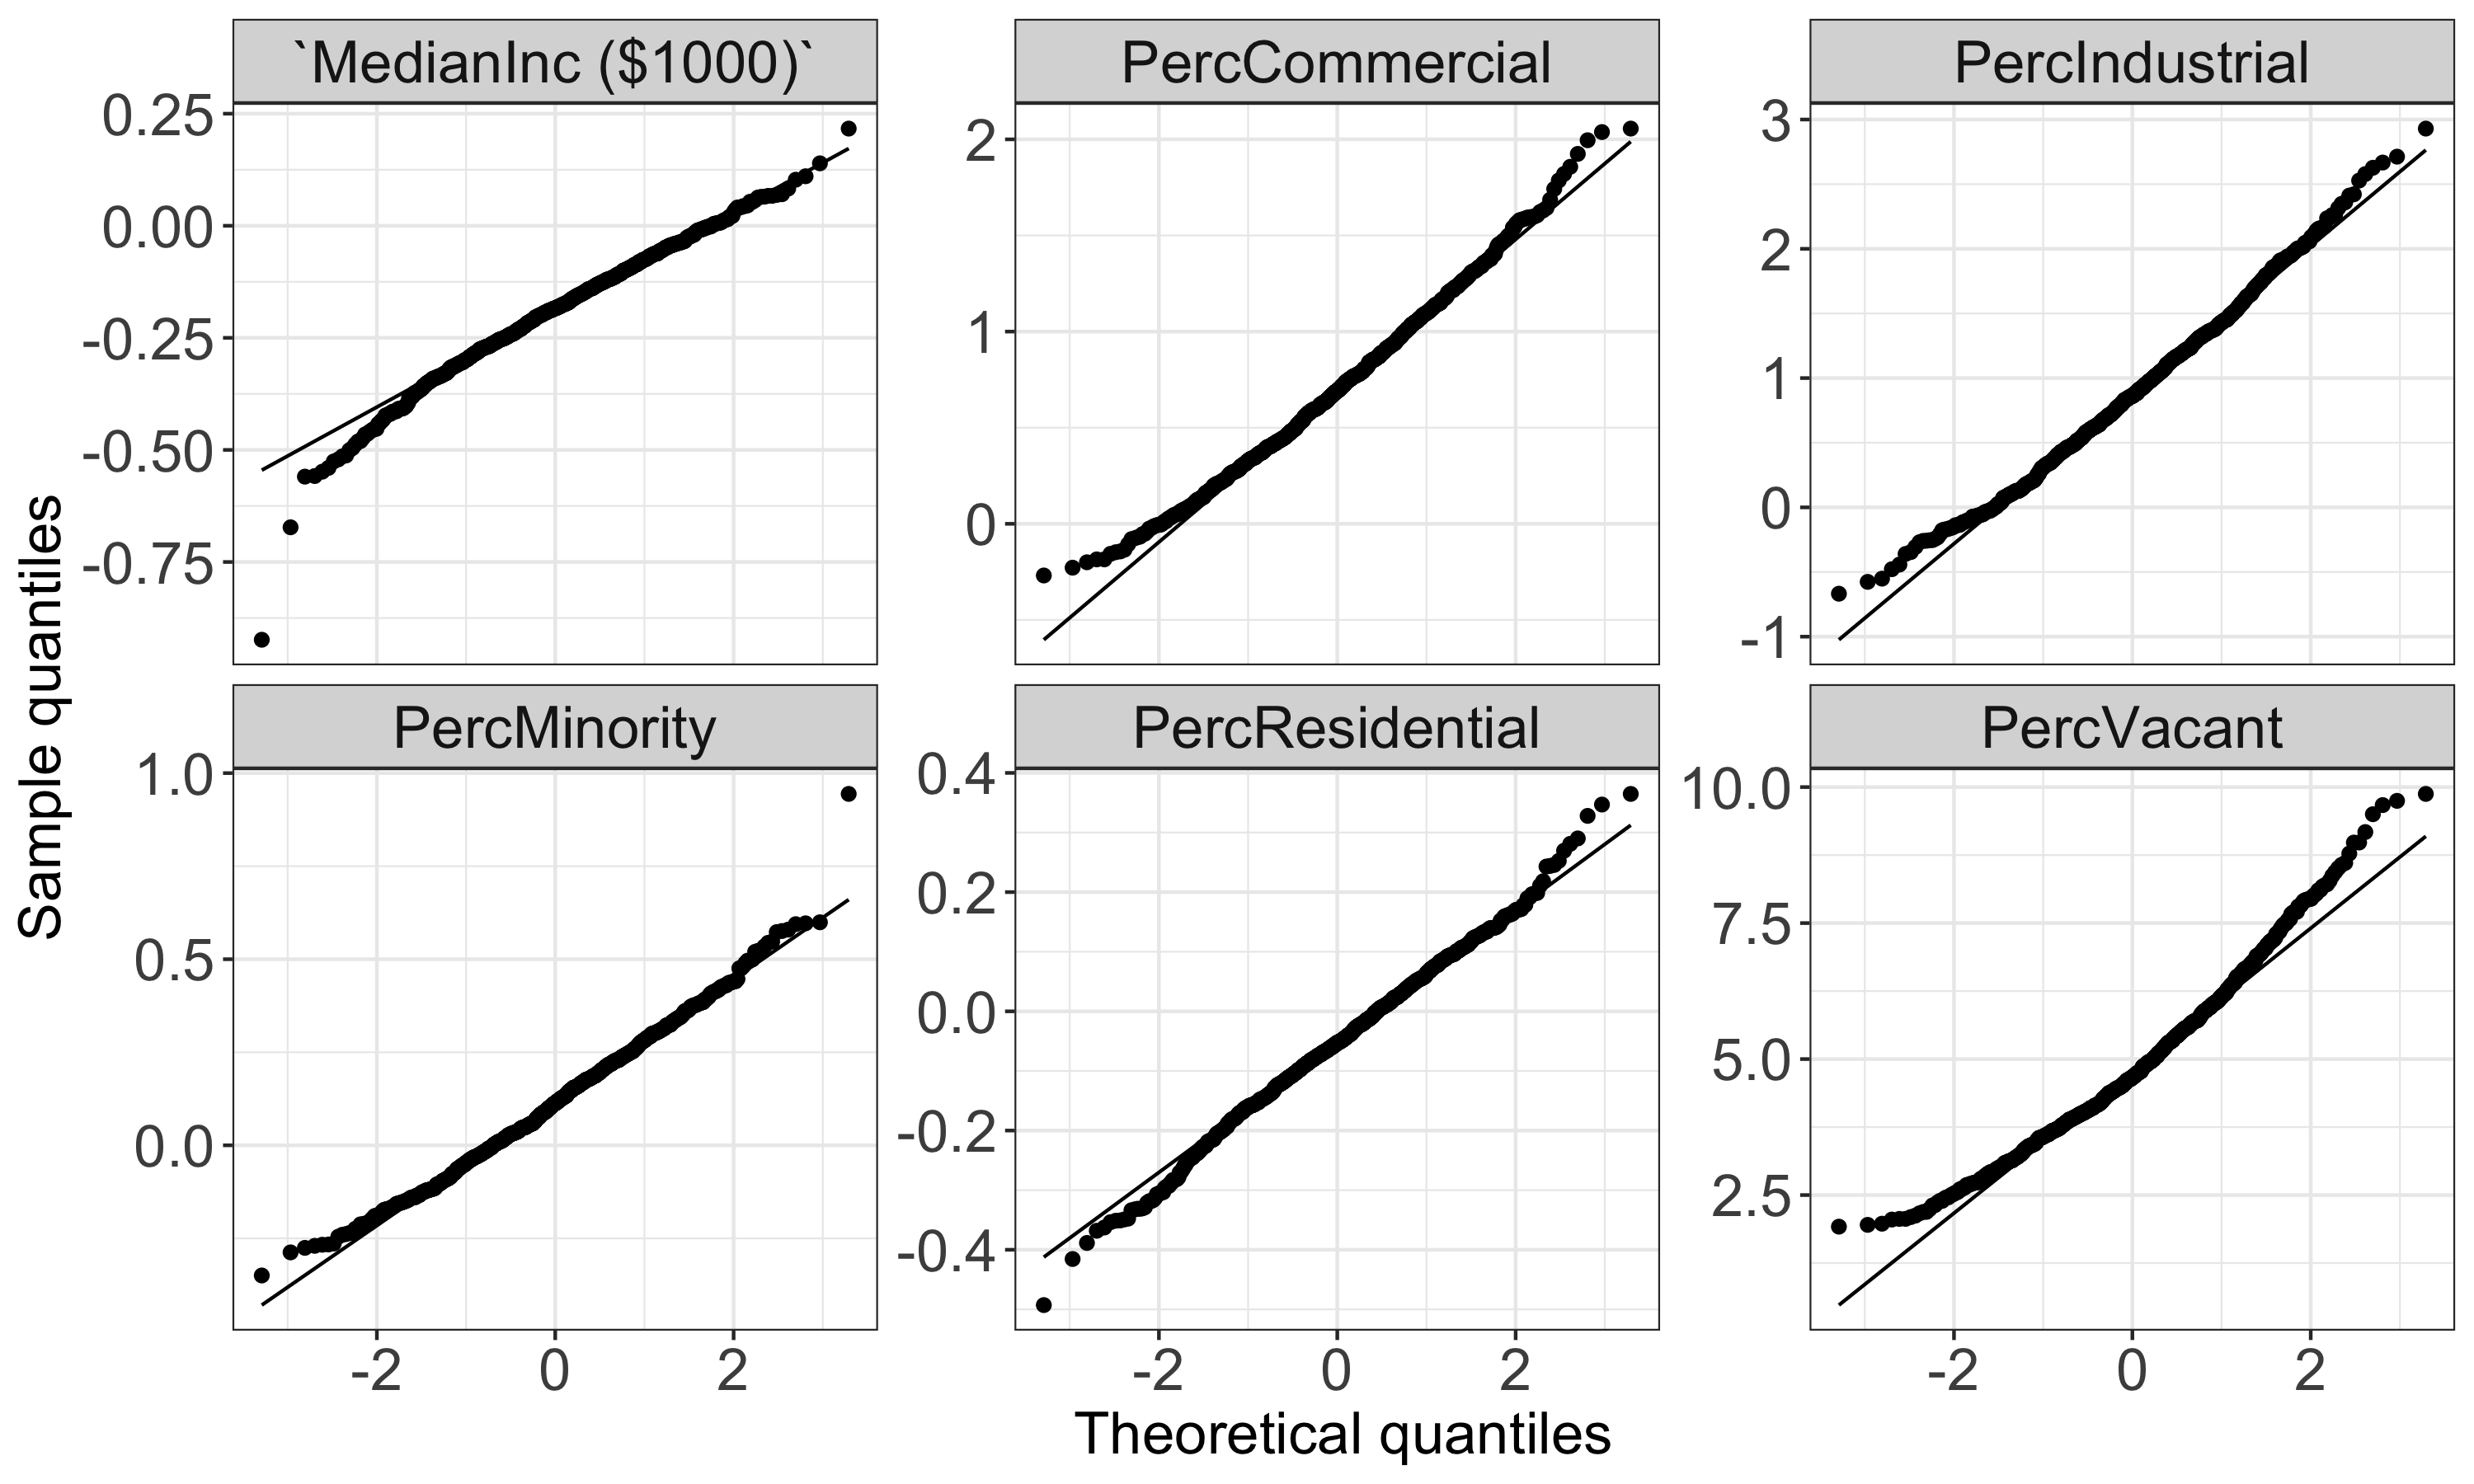 `MedianInc ($1000)`
PercCommercial
PercIndustrial
0.25
0.00
-0.25
-0.50
-0.75
2
1
0
3
2
1
0
-1
Sample quantiles
PercMinority
PercResidential
PercVacant
1.0
0.5
0.0
0.4
0.2
0.0
-0.2
-0.4
10.0
7.5
5.0
2.5
-2 0 2
-2 0 2
-2 0 2
Theoretical quantiles